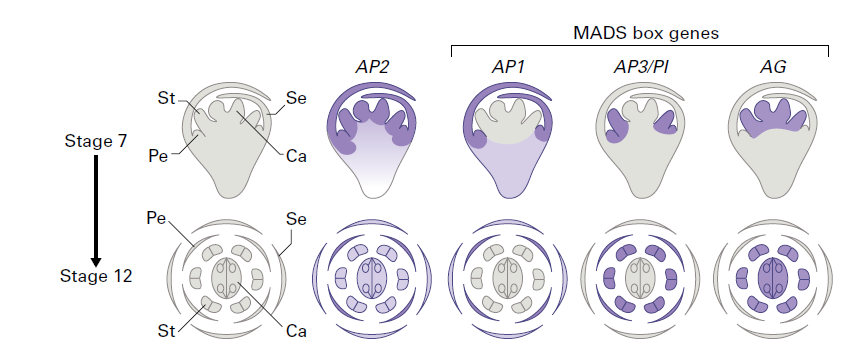 MADS box genes
AP2
AP1
AP3/PI
AG
St
Se
Stage 7
Pe
Ca
Pe
Se
Stage 12
St
Ca